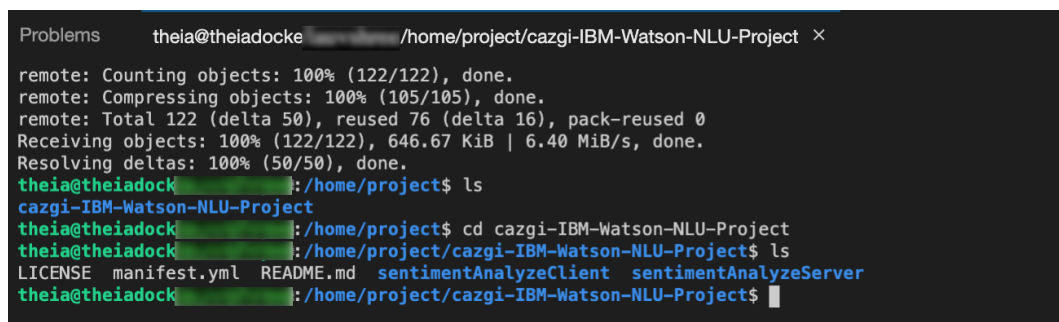 Problems theia@theiadocke /home/project/cazgi-IBM-Watson-NLU-Project ×
remote: Counting objects: 100% (122/122), done.
remote: Compressing objects: 100% (105/105), done.
remote: Total 122 (delta 50), reused 76 (delta 16), pack-reused 0
Receiving objects: 100% (122/122), 646.67 KiB | 6.40 MiB/s, done.
Resolving deltas: 100% (50/50), done.
theia@theiadock :/home/project$ ls
cazgi-IBM-Watson-NLU-Project
theia@theiadock :/home/project$ cd cazgi-IBM-Watson-NLU-Project
theia@theiadock :/home/project/cazgi-IBM-Watson-NLU-Project$ ls
LICENSE manifest.yml README.md sentimentAnalyzeClient sentimentAnalyzeServer
theia@theiadock :/home/project/cazgi-IBM-Watson-NLU-Project$